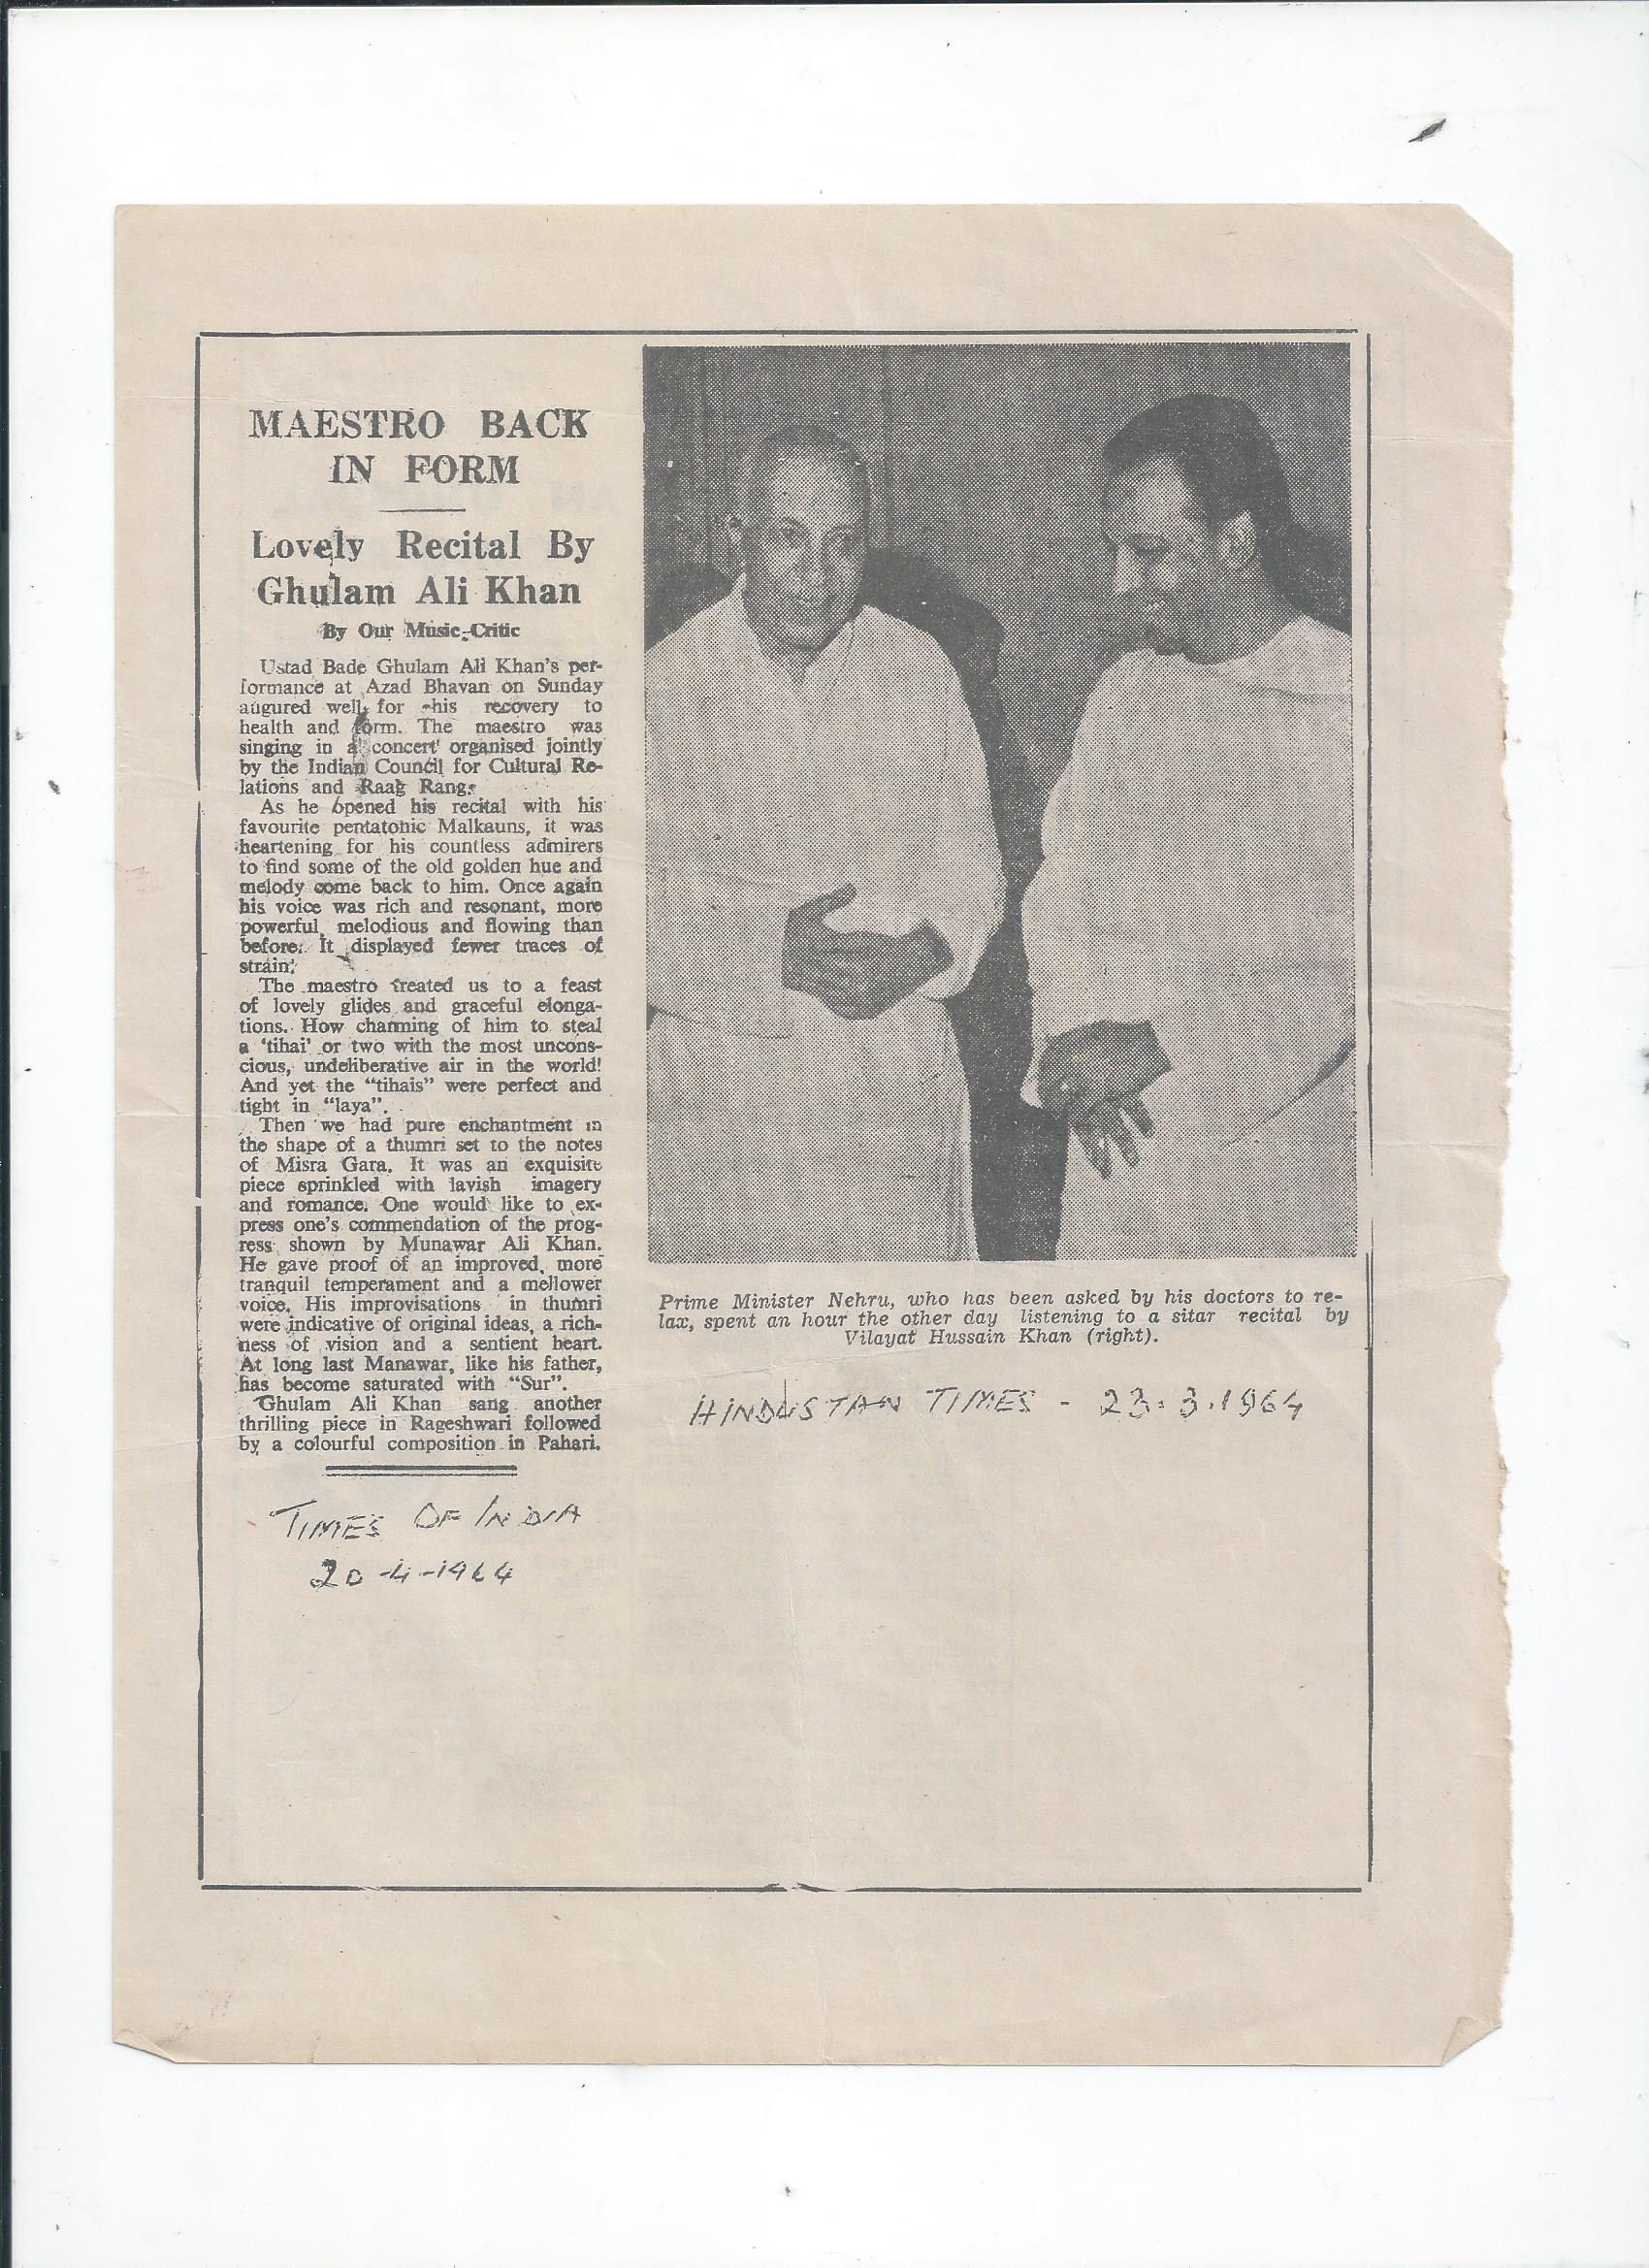 MAESTRO BACK
IN FORM
Lovely Recital By
Ghulam Ali Khan
By Our Music Critic
Ustad Bade Ghulam Ali Khan's per-
formance at Azad Bhavan on Sunday
augured well for his recovery to
health and form. The maestro was
singing in a concert organised jointly
by the Indian Council for Cultural Re-
lations and Raag Rang.
As he opened his recital with his
favourite pentatonic Malkauns, it was
heartening for his countless admirers
to find some of the old golden hue and
melody come back to him. Once again
his voice was rich and resonant, more
powerful, melodious and flowing than
before. It displayed fewer traces of
strain.
The maestro treated us to a feast
of lovely glides and graceful elonga-
tions. How charming of him to steal
a 'tihai' or two with the most uncons-
cious, undeliberative air in the world!
And yet the "tihais" were perfect and
tight in "laya".
Then we had pure enchantment in
the shape of a thumri set to the notes
of Misra Gara. It was an exquisite
piece sprinkled with lavish imagery
and romance. One would like to ex-
press one's commendation of the prog-
ress shown by Munawar Ali Khan.
He gave proof of an improved, more
tranquil temperament and a mellower
voice. His improvisations in thumri
were indicative of original ideas, a rich-
ness of vision and a sentient heart.
At long last Manawar, like his father,
has become saturated with "Sur".
Ghulam Ali Khan sang another
thrilling piece in Rageshwari followed
by a colourful composition in Pahari.
TIMES OF INDIA
20-4-1964
Prime Minister Nehru, who has been asked by his doctors to re-
lax, spent an hour the other day listening to a sitar recital by
Vilayat Hussain Khan (right).
HINDUSTAN TIMES - 23.3.1964